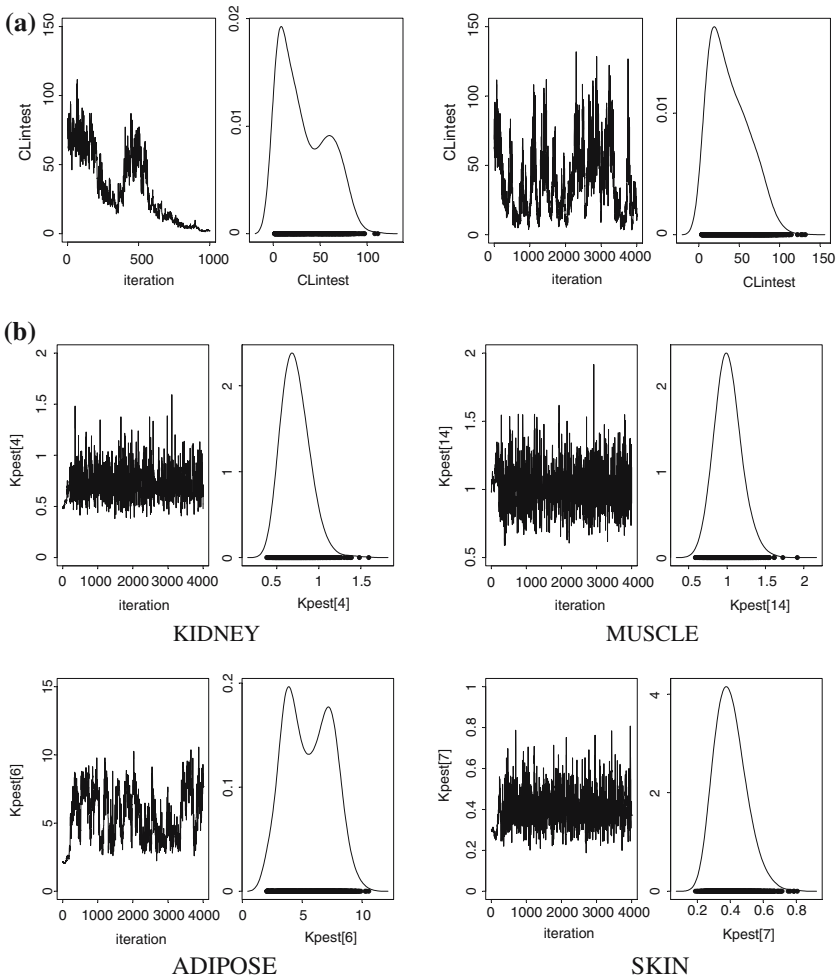 (a)
CLintest
0 50 100 150
0 500 1000
iteration
0 0.01 0.02
0 50 100
CLintest
CLintest
0 50 100 150
0 1000 2000 3000 4000
iteration
0 0.01
0 50 100 150
CLintest
(b)
Kpest[4]
0 0.5 1 1.5 2
0 1000 2000 3000 4000
iteration
0 1 2
0.5 1 1.5
Kpest[4]
KIDNEY
Kpest[14]
0.5 1 1.5 2
0 1000 2000 3000 4000
iteration
0 1 2
0.5 1 1.5 2
Kpest[14]
MUSCLE
Kpest[6]
0 5 10 15
0 1000 2000 3000 4000
iteration
0 0.1 0.2
0 5 10
Kpest[6]
ADIPOSE
Kpest[7]
0 0.2 0.4 0.6 0.8 1
0 1000 2000 3000 4000
iteration
0 2 4
0.2 0.4 0.6 0.8
Kpest[7]
SKIN